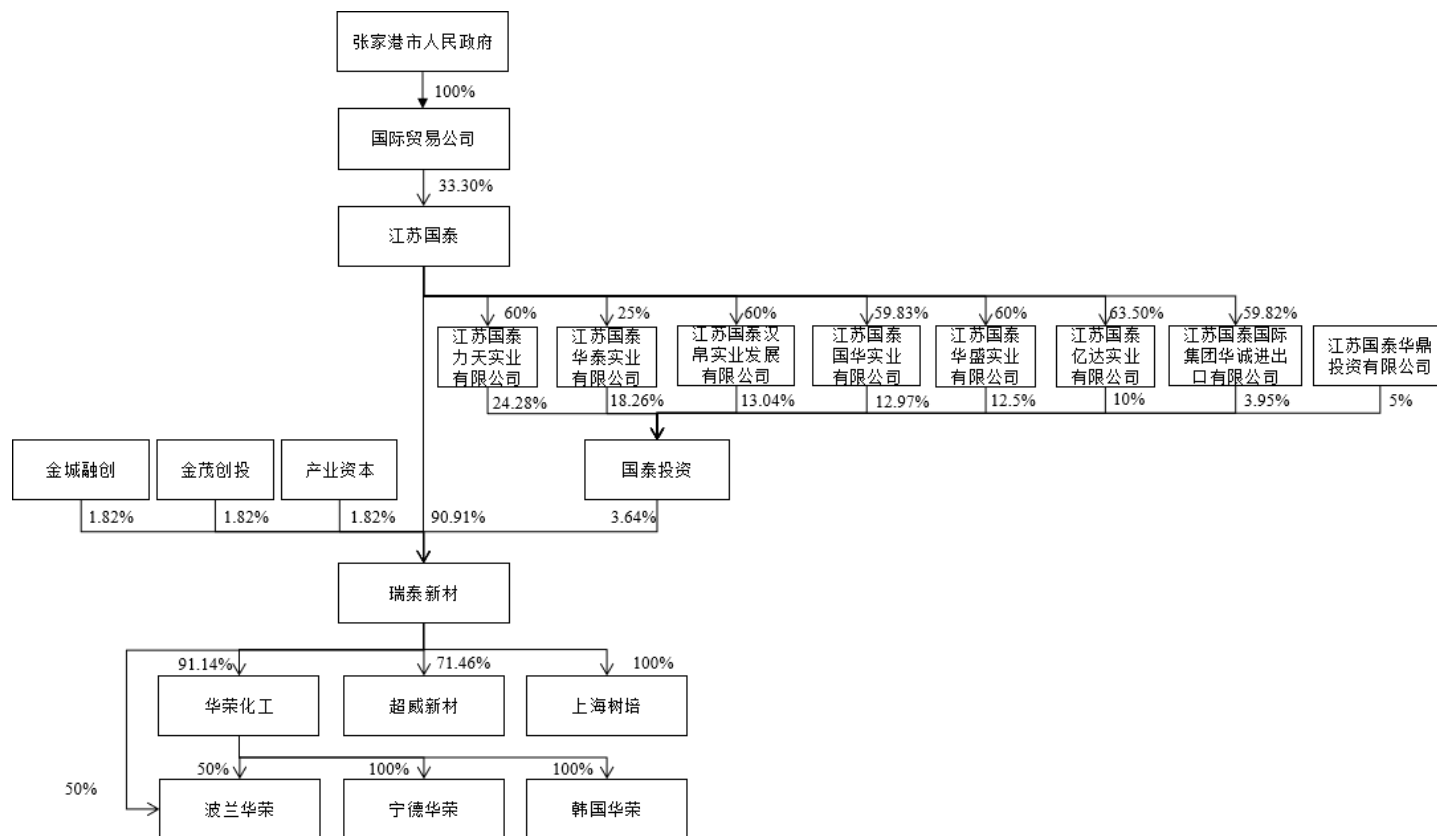 张家港市人民政府
100%
国际贸易公司
33.30%
江苏国泰
60%
25%
60%
59.83%
60%
63.50%
59.82%
江苏国泰
力天实业
有限公司
江苏国泰
华泰实业
有限公司
江苏国泰汉
帛实业发展
有限公司
江苏国泰
国华实业
有限公司
江苏国泰
华盛实业
有限公司
江苏国泰
亿达实业
有限公司
江苏国泰国际
集团华诚进出
口有限公司
江苏国泰华鼎
投资有限公司
24.28%
18.26%
13.04%
12.97%
12.5%
10%
3.95%
5%
金城融创
金茂创投
产业资本
国泰投资
1.82%
1.82%
1.82%
90.91%
3.64%
瑞泰新材
91.14%
71.46%
100%
华荣化工
超威新材
上海树培
50%
50%
100%
100%
波兰华荣
宁德华荣
韩国华荣